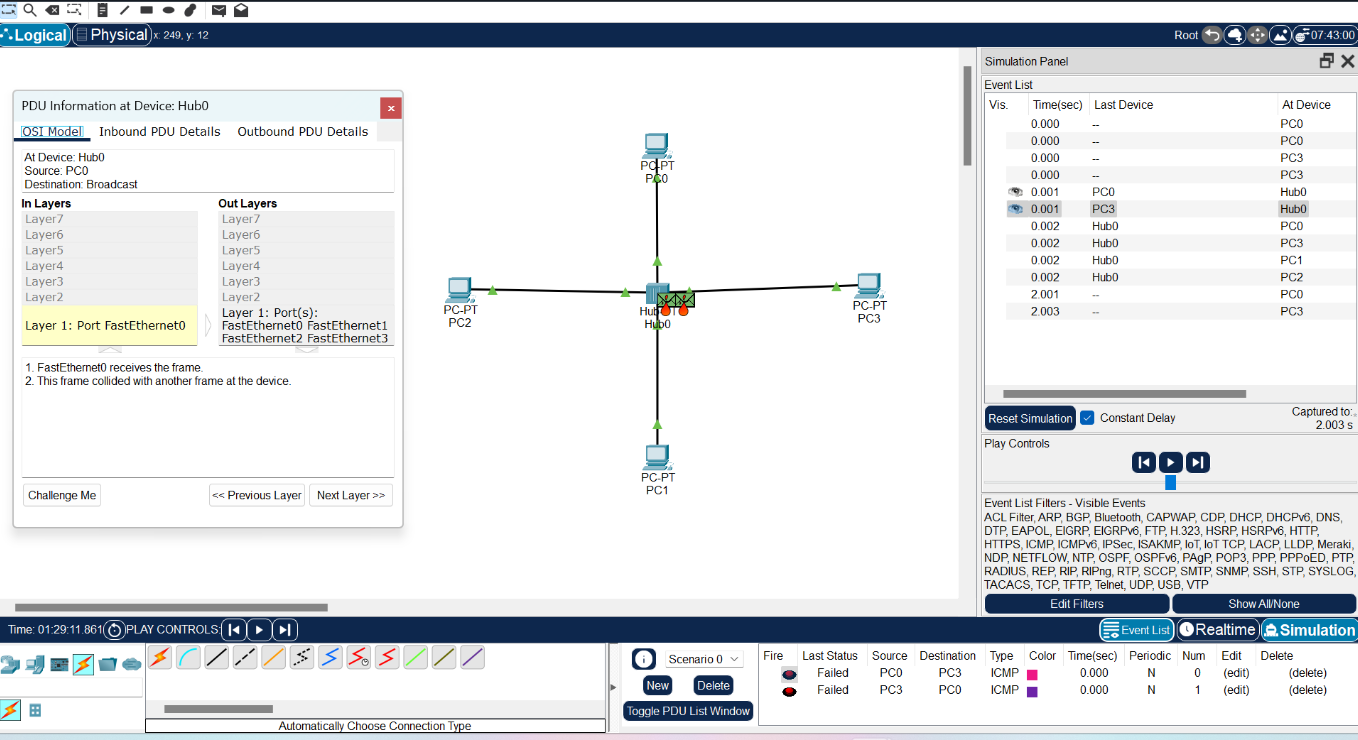 Logical Physical x: 249, y: 12 Root 07:43:00
PDU Information at Device: Hub0
OSI Model Inbound PDU Details Outbound PDU Details
At Device: Hub0
Source: PC0
Destination: Broadcast
In Layers Out Layers
Layer7 Layer7
Layer6 Layer6
Layer5 Layer5
Layer4 Layer4
Layer3 Layer3
Layer2 Layer2
Layer 1: Port FastEthernet0
Layer 1: Port(s):
FastEthernet0 FastEthernet1
FastEthernet2 FastEthernet3
1. FastEthernet0 receives the frame.
2. This frame collided with another frame at the device.
Challenge Me << Previous Layer Next Layer >>
PC-PT
PC0
PC-PT
PC2
Hub0
PC-PT
PC3
PC-PT
PC1
Simulation Panel
Event List
Vis. Time(sec) Last Device At Device
0.000 -- PC0
0.000 -- PC0
0.000 -- PC3
0.000 -- PC3
0.001 PC0 Hub0
0.001 PC3 Hub0
0.002 Hub0 PC0
0.002 Hub0 PC3
0.002 Hub0 PC1
0.002 Hub0 PC2
2.001 -- PC0
2.003 -- PC3
Reset Simulation Constant Delay
Captured to:
2.003 s
Play Controls
Event List Filters - Visible Events
ACL Filter, ARP, BGP, Bluetooth, CAPWAP, CDP, DHCP, DHCPv6, DNS,
DTP, EAPOL, EIGRP, EIGRPv6, FTP, H.323, HSRP, HSRPv6, HTTP,
HTTPS, ICMP, ICMPv6, IPSec, ISAKMP, IoT, IoT TCP, LACP, LLDP, Meraki,
NDP, NETFLOW, NTP, OSPF, OSPFv6, PAgP, POP3, PPP, PPPoED, PTP,
RADIUS, REP, RIP, RIPng, RTP, SCCP, SMTP, SNMP, SSH, STP, SYSLOG,
TACACS, TCP, TFTP, Telnet, UDP, USB, VTP
Edit Filters Show All/None
Time: 01:29:11.861 PLAY CONTROLS: Event List Realtime Simulation
Automatically Choose Connection Type
Scenario 0
New Delete
Toggle PDU List Window
Fire Last Status Source Destination Type Color Time(sec) Periodic Num Edit Delete
Failed PC0 PC3 ICMP 0.000 N 0 (edit) (delete)
Failed PC3 PC0 ICMP 0.000 N 1 (edit) (delete)